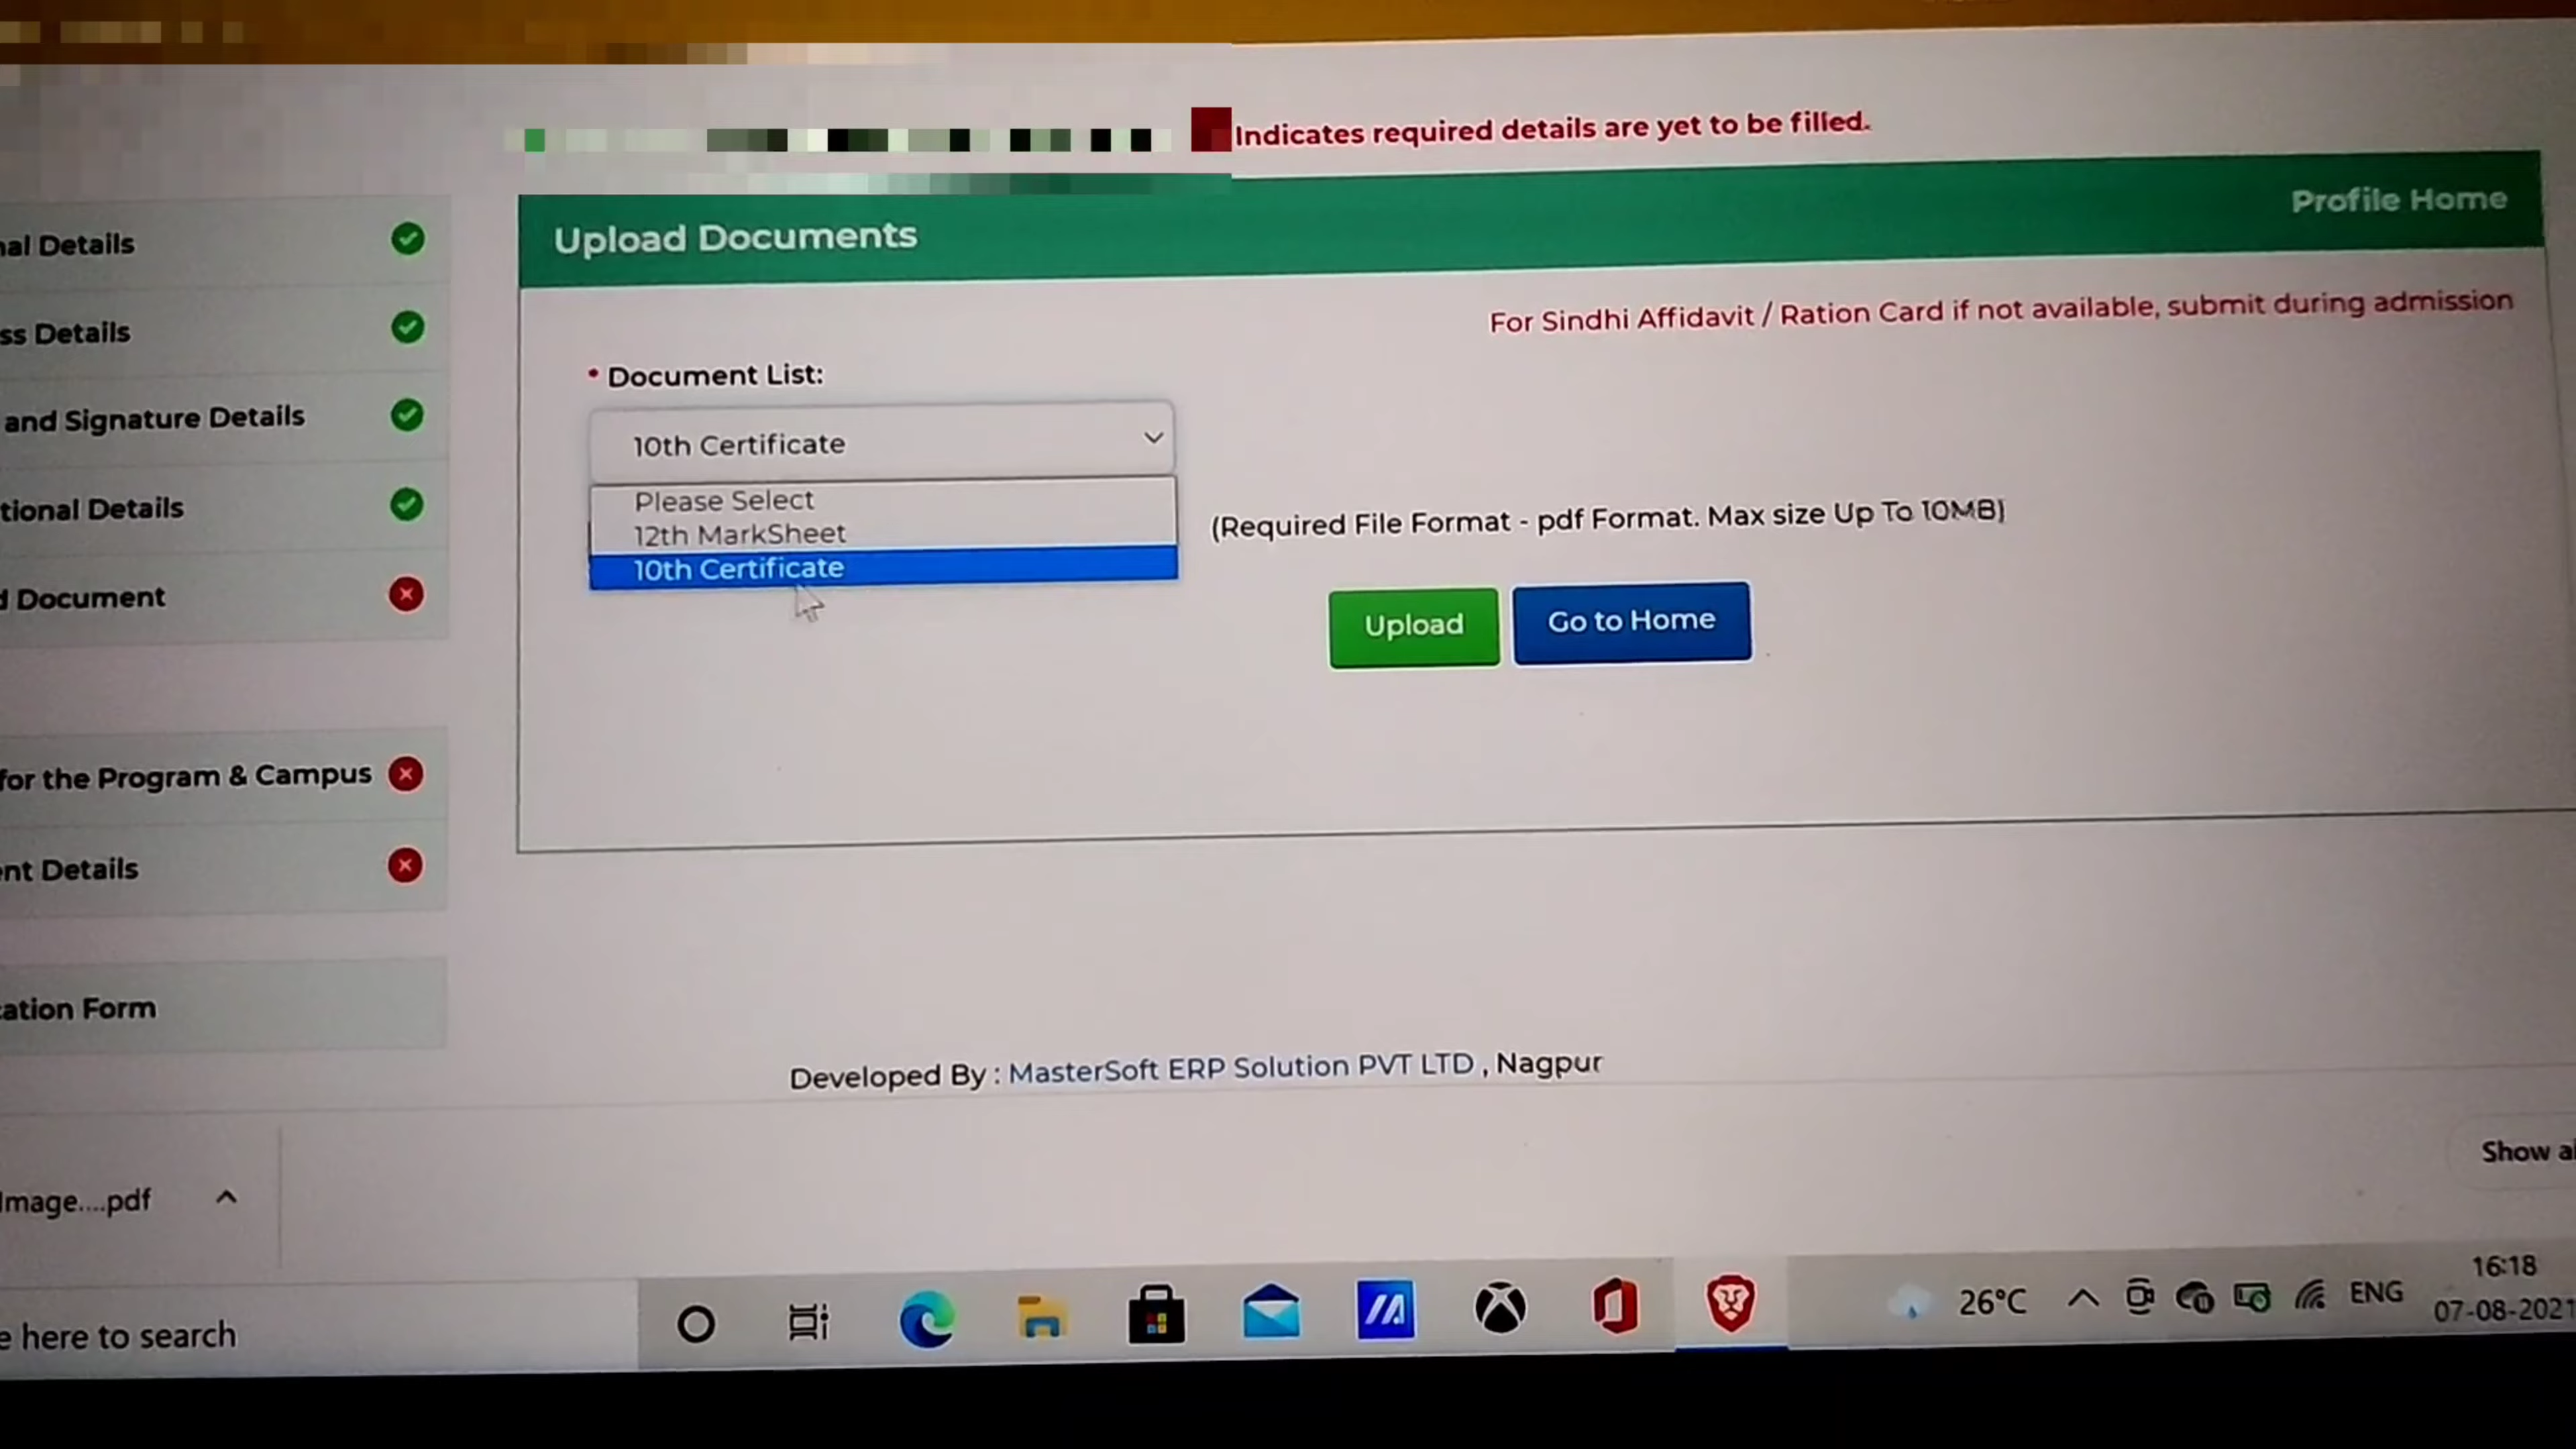 Indicates required details are yet to be filled.
Profile Home
Upload Documents
For Sindhi Affidavit / Ration Card if not available, submit during admission
* Document List:
10th Certificate
Please Select
12th MarkSheet
10th Certificate
(Required File Format - pdf Format. Max size Up To 10MB)
Upload
Go to Home
nal Details
ss Details
and Signature Details
tional Details
d Document
for the Program & Campus
nt Details
cation Form
Developed By : MasterSoft ERP Solution PVT LTD , Nagpur
Image....pdf
Show al
e here to search
26°C
ENG
16:18
07-08-2021